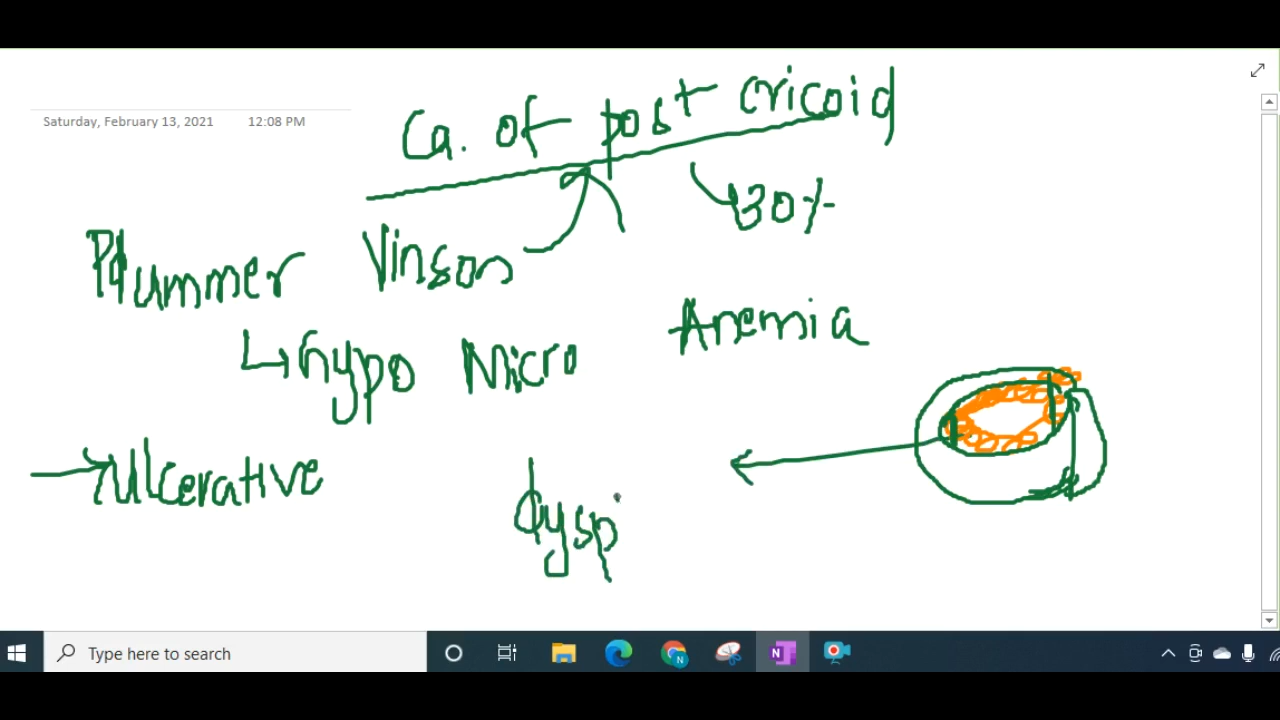 Saturday, February 13, 2021 12:08 PM
Ca. of post cricoid
30%
Plummer Vinson
hypo Micro Anemia
Ulcerative
dysp
Type here to search